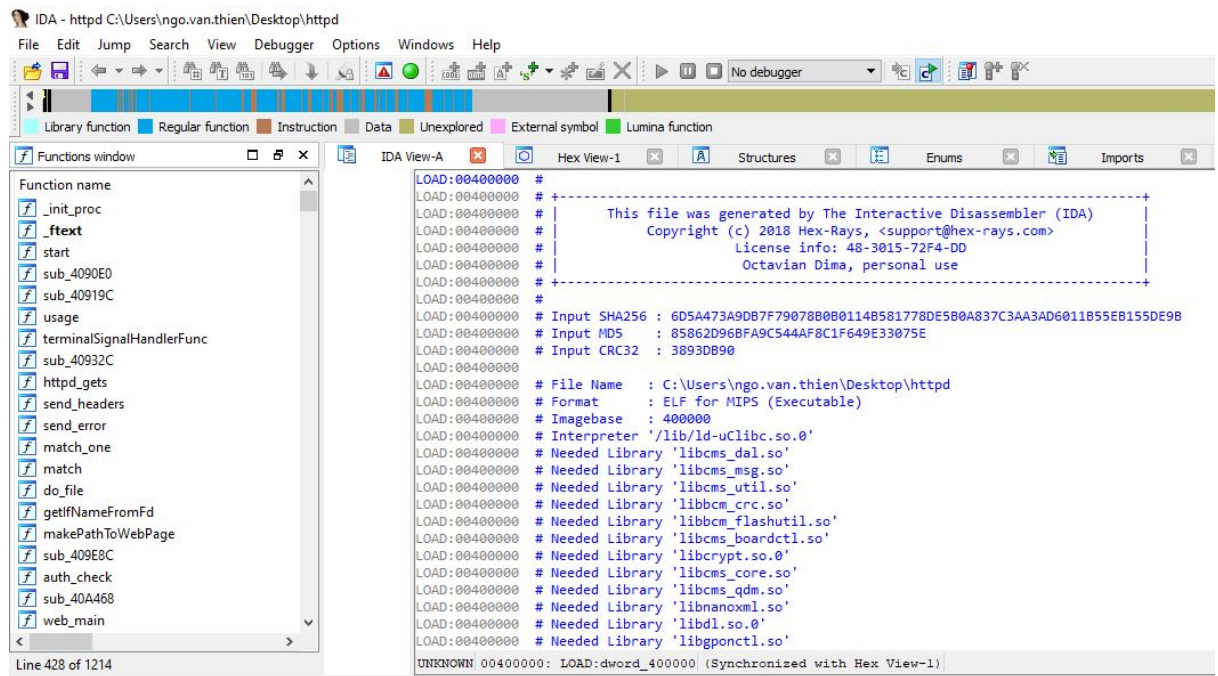 IDA - httpd C:\Users\ngo.van.thien\Desktop\httpd
File Edit Jump Search View Debugger Options Windows Help
No debugger
Library function Regular function Instruction Data Unexplored External symbol Lumina function
Functions window
IDA View-A Hex View-1 Structures Enums Imports
Function name
_init_proc
_ftext
start
sub_4090E0
sub_40919C
usage
terminalSignalHandlerFunc
sub_40932C
httpd_gets
send_headers
send_error
match_one
match
do_file
getIfNameFromFd
makePathToWebPage
sub_409E8C
auth_check
sub_40A468
web_main
Line 428 of 1214
LOAD:00400000 #
LOAD:00400000 # +-------------------------------------------------------------------------+
LOAD:00400000 # | This file was generated by The Interactive Disassembler (IDA) |
LOAD:00400000 # | Copyright (c) 2018 Hex-Rays, <support@hex-rays.com> |
LOAD:00400000 # | License info: 48-3015-72F4-DD |
LOAD:00400000 # | Octavian Dima, personal use |
LOAD:00400000 # +-------------------------------------------------------------------------+
LOAD:00400000 #
LOAD:00400000 # Input SHA256 : 6D5A473A9DB7F79078B0B0114B581778DE5B0A837C3AA3AD6011B55EB155DE9B
LOAD:00400000 # Input MD5 : 85862D96BFA9C544AF8C1F649E33075E
LOAD:00400000 # Input CRC32 : 3893DB90
LOAD:00400000
LOAD:00400000 # File Name : C:\Users\ngo.van.thien\Desktop\httpd
LOAD:00400000 # Format : ELF for MIPS (Executable)
LOAD:00400000 # Imagebase : 400000
LOAD:00400000 # Interpreter '/lib/ld-uClibc.so.0'
LOAD:00400000 # Needed Library 'libcms_dal.so'
LOAD:00400000 # Needed Library 'libcms_msg.so'
LOAD:00400000 # Needed Library 'libcms_util.so'
LOAD:00400000 # Needed Library 'libbcm_crc.so'
LOAD:00400000 # Needed Library 'libbcm_flashutil.so'
LOAD:00400000 # Needed Library 'libcms_boardctl.so'
LOAD:00400000 # Needed Library 'libcrypt.so.0'
LOAD:00400000 # Needed Library 'libcms_core.so'
LOAD:00400000 # Needed Library 'libcms_qdm.so'
LOAD:00400000 # Needed Library 'libnanoxml.so'
LOAD:00400000 # Needed Library 'libdl.so.0'
LOAD:00400000 # Needed Library 'libgponctl.so'
UNKNOWN 00400000: LOAD:dword_400000 (Synchronized with Hex View-1)